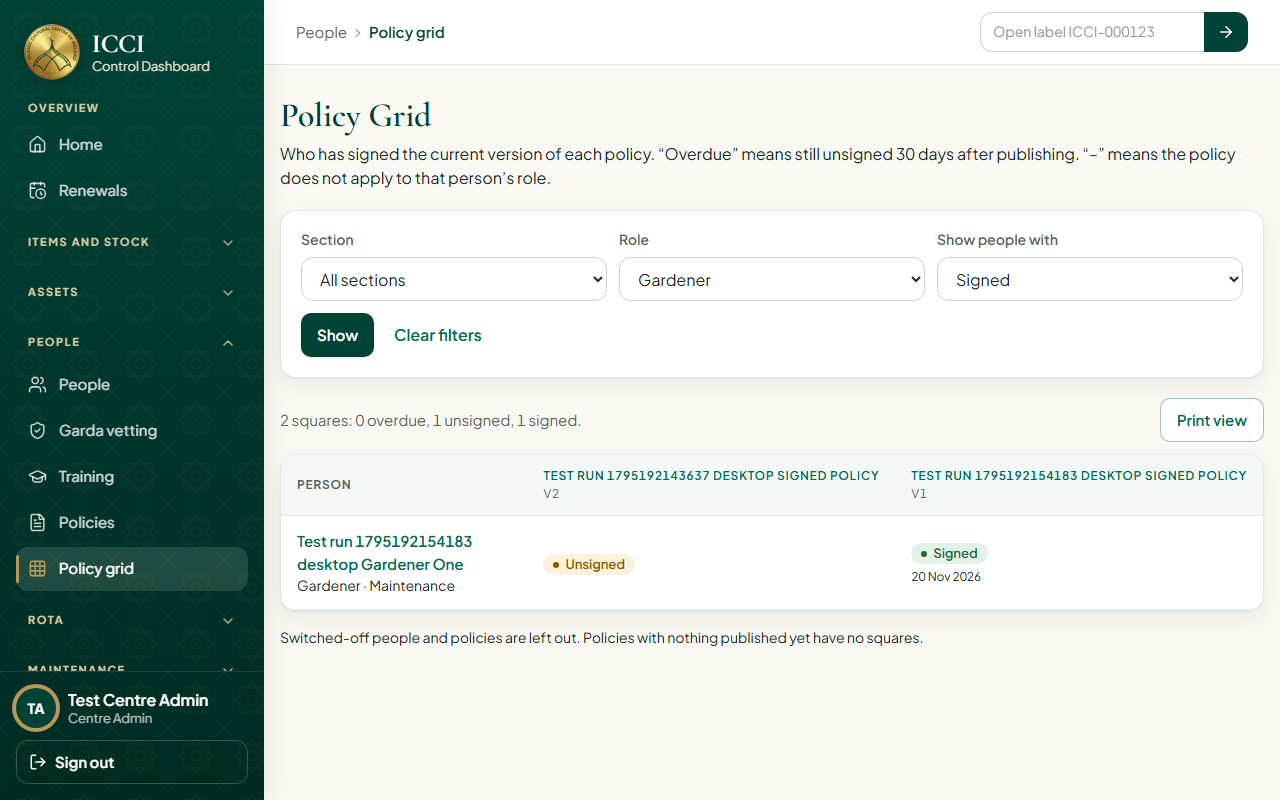 ICCI
Control Dashboard
OVERVIEW
Home
Renewals
ITEMS AND STOCK
ASSETS
PEOPLE
People
Garda vetting
Training
Policies
Policy grid
ROTA
MAINTENANCE
TA
Test Centre Admin
Centre Admin
Sign out
People › Policy grid
Open label ICCI-000123
Policy Grid
Who has signed the current version of each policy. “Overdue” means still unsigned 30 days after publishing. “–” means the policy
does not apply to that person’s role.
Section
Role
Show people with
All sections
Gardener
Signed
Show
Clear filters
2 squares: 0 overdue, 1 unsigned, 1 signed.
Print view
PERSON
TEST RUN 1795192143637 DESKTOP SIGNED POLICY
V2
TEST RUN 1795192154183 DESKTOP SIGNED POLICY
V1
Test run 1795192154183
desktop Gardener One
Gardener · Maintenance
Unsigned
Signed
20 Nov 2026
Switched-off people and policies are left out. Policies with nothing published yet have no squares.